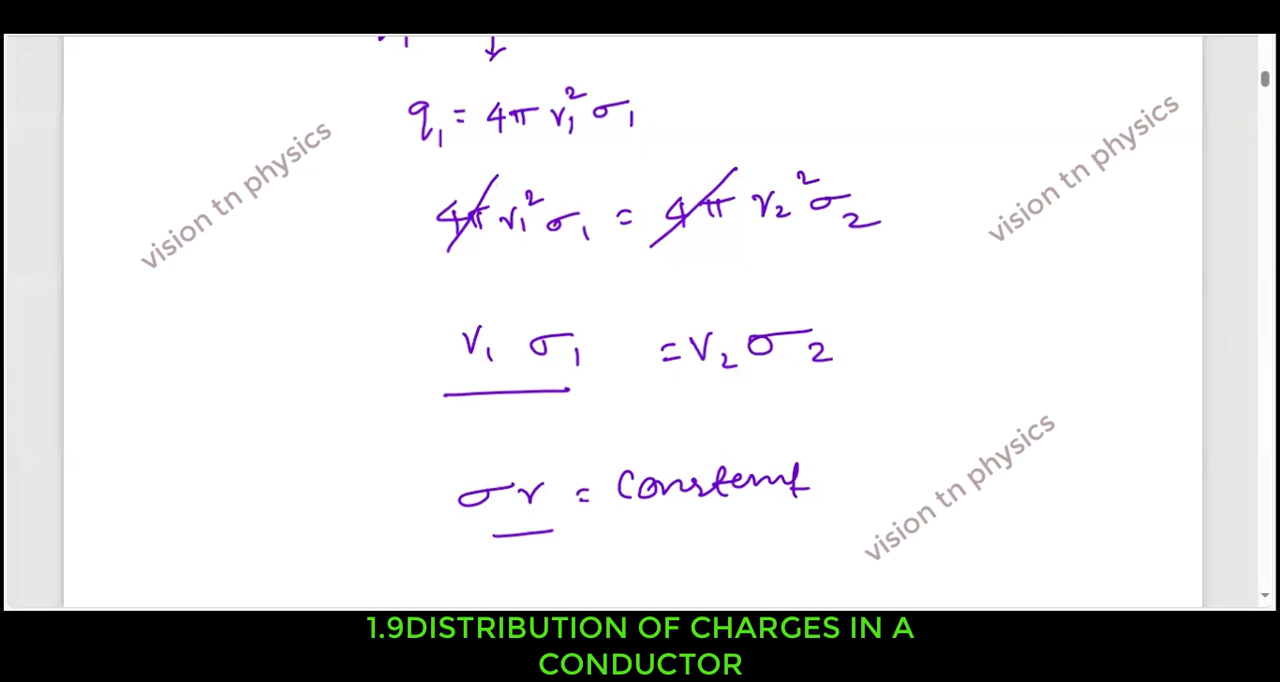 q₁ = 4π r₁² σ₁
4π r₁² σ₁ = 4π r₂² σ₂
r₁ σ₁ = r₂ σ₂
σr = constant
vision tn physics
vision tn physics
vision tn physics
1.9DISTRIBUTION OF CHARGES IN A
CONDUCTOR